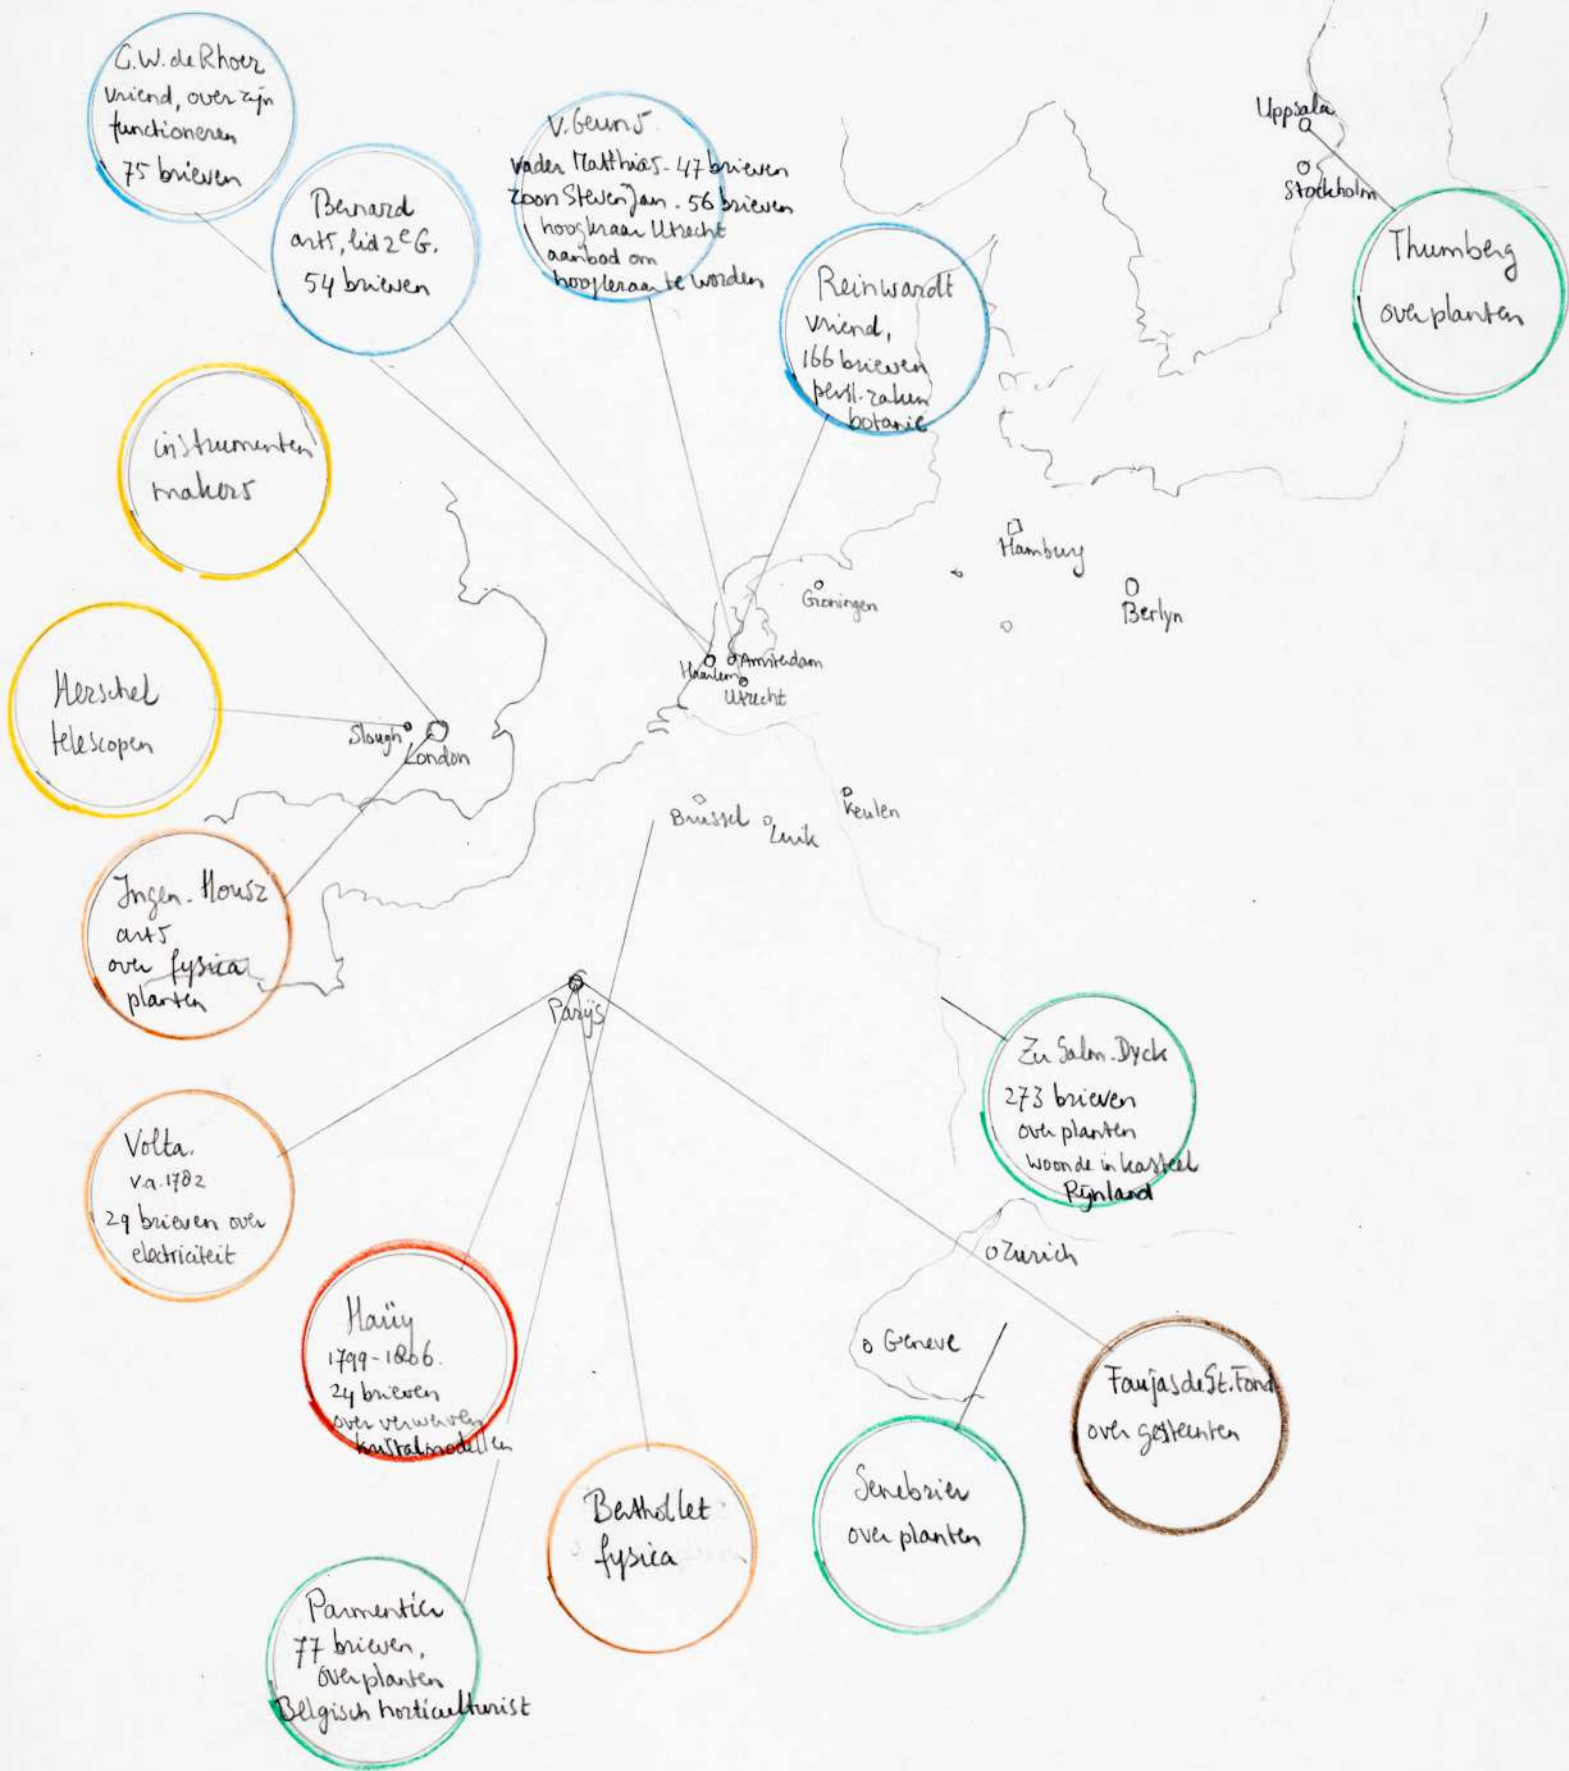 C.W. de Rhoer
vriend, over zijn
functioneren
75 brieven
Bernard
arts, lid 2e G.
54 brieven
v. Geuns
vader Matthias - 47 brieven
zoon Steven Jan - 56 brieven
hoogleraar Utrecht
aanbod om
hoogleraar te worden
Reinwardt
vriend,
166 brieven
persl. zaken
botanie
Uppsala
Stockholm
Thumberg
over planten
instrumenten
makers
Hamburg
Berlyn
Groningen
Haarlem
Amsterdam
Utrecht
Herschel
telescopen
Slough
London
Brussel
Luik
Keulen
Ingen-Housz
arts
over fysica
planten
Parijs
Zu Salm-Dyck
273 brieven
over planten
woonde in kasteel
Rijnland
Volta.
v.a. 1782
29 brieven over
electriciteit
Zurich
Geneve
Haüy
1799-1806.
24 brieven
over verwerven
kristalmodellen
Faujas de St. Fond
over gesteenten
Berthollet
fysica
Senebrier
over planten
Parmentier
77 brieven,
over planten
Belgisch horticulturist